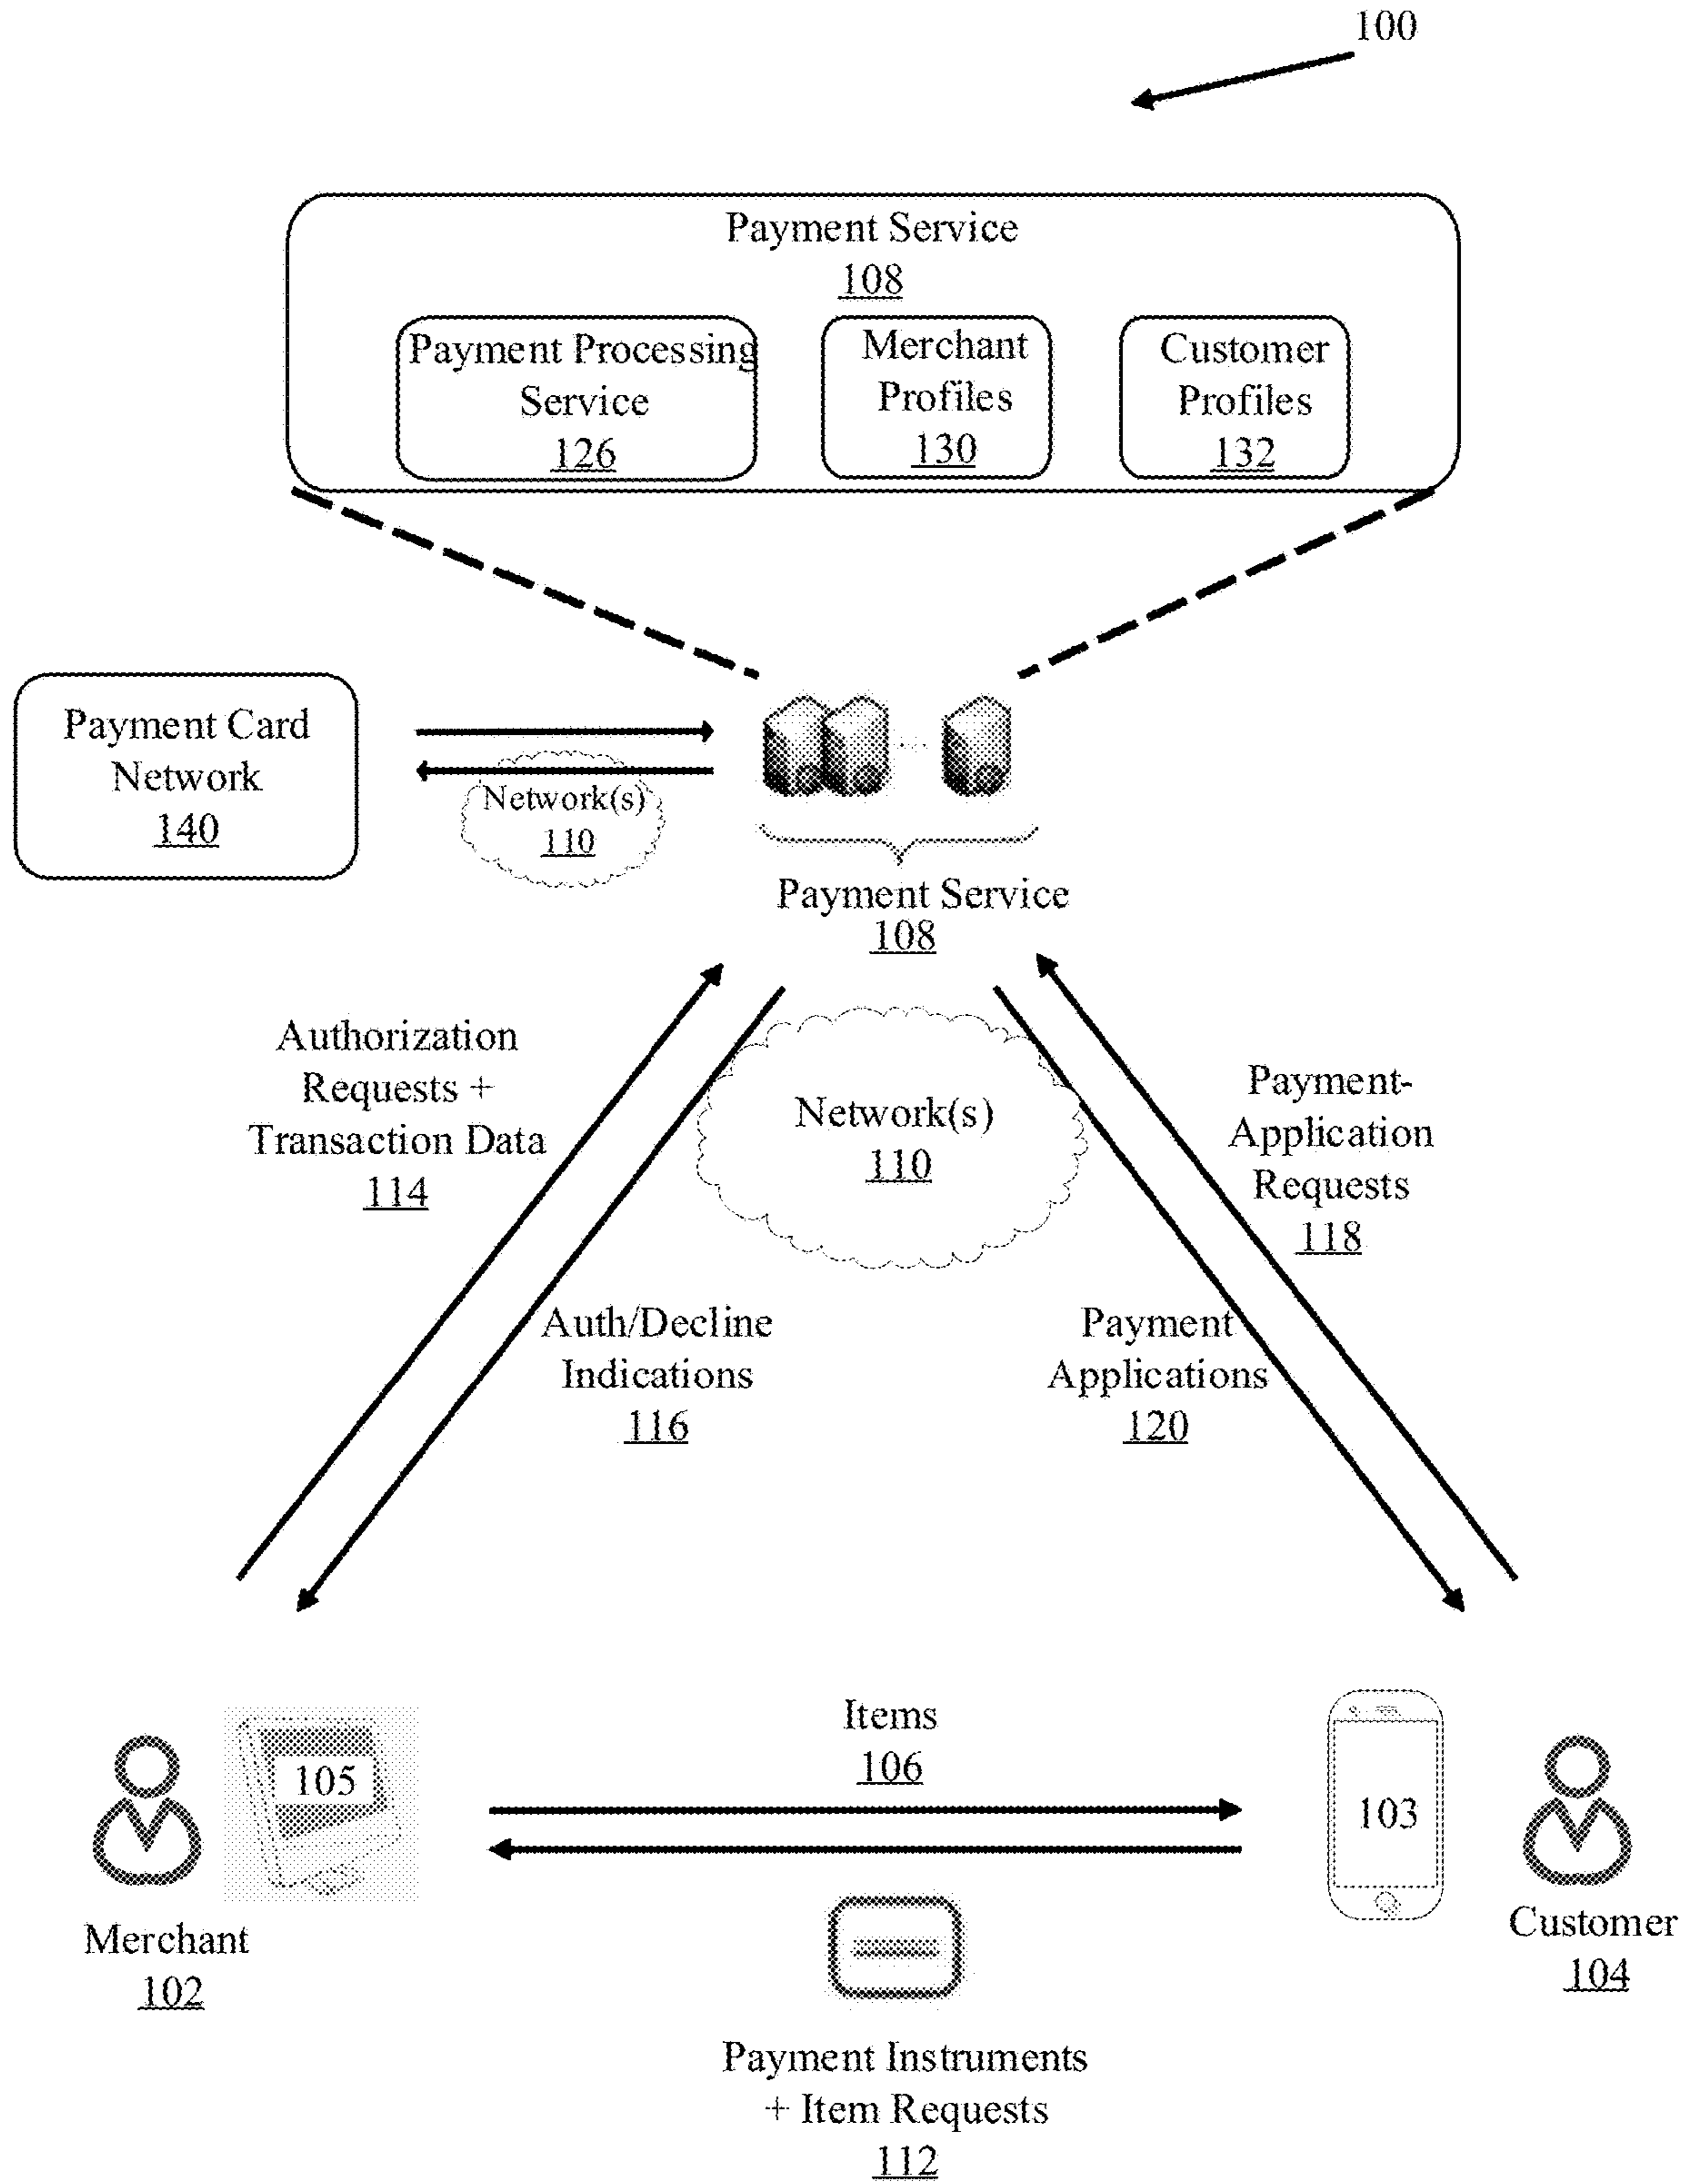 100
Payment Service
108
Payment Processing
Service
126
Merchant
Profiles
130
Customer
Profiles
132
Payment Card
Network
140
Network(s)
110
Payment Service
108
Authorization
Requests +
Transaction Data
114
Network(s)
110
Payment-
Application
Requests
118
Auth/Decline
Indications
116
Payment
Applications
120
Items
106
105
103
Merchant
102
Customer
104
Payment Instruments
+ Item Requests
112